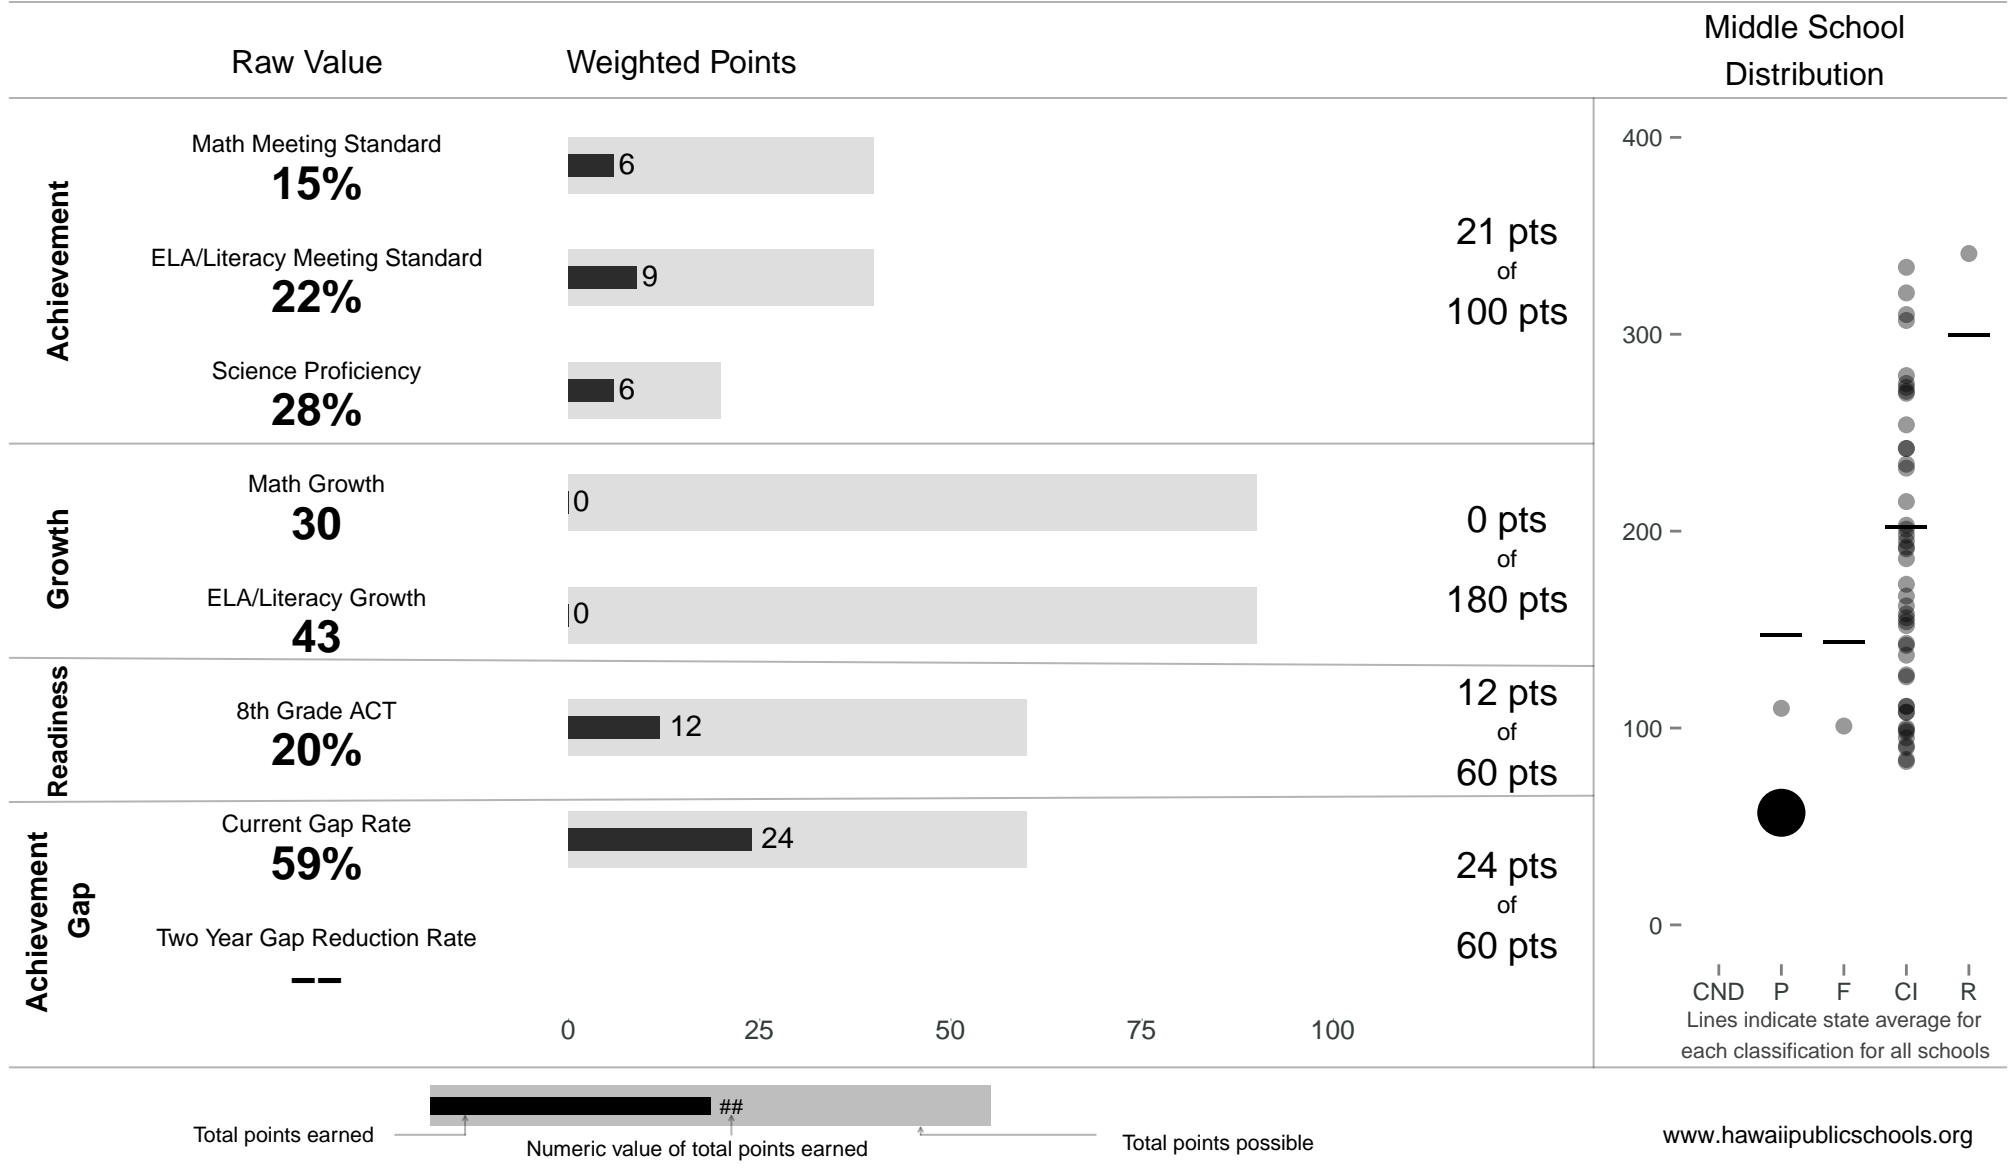 Raw Value
Weighted Points
Middle School
Distribution
Achievement
Math Meeting Standard
15%
6
ELA/Literacy Meeting Standard
22%
9
Science Proficiency
28%
6
21 pts
of
100 pts
Growth
Math Growth
30
0
ELA/Literacy Growth
43
0
0 pts
of
180 pts
Readiness
8th Grade ACT
20%
12
12 pts
of
60 pts
Achievement
Gap
Current Gap Rate
59%
24
Two Year Gap Reduction Rate
−−
24 pts
of
60 pts
0 25 50 75 100
400
300
200
100
0
CND P F CI R
Lines indicate state average for
each classification for all schools
##
Total points earned
Numeric value of total points earned
Total points possible
www.hawaiipublicschools.org